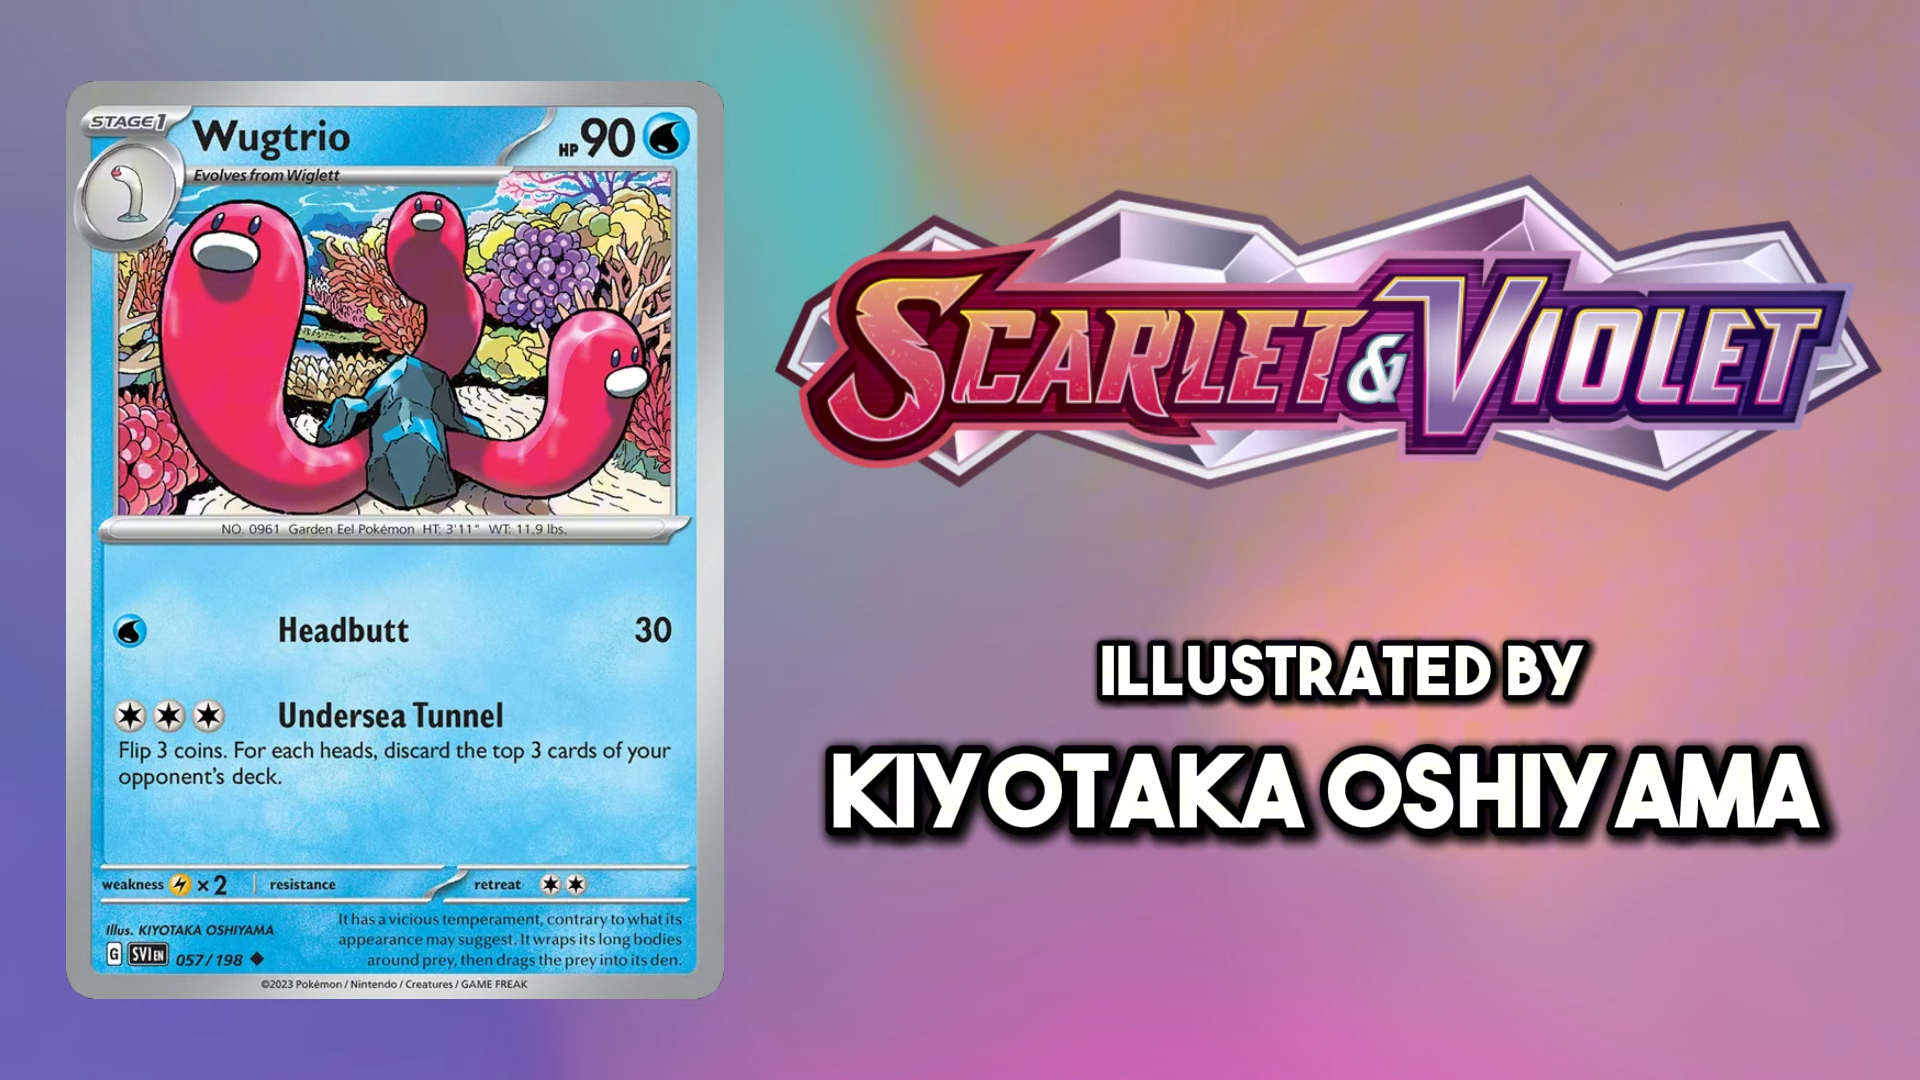 STAGE1
Wugtrio
HP 90
Evolves from Wiglett
NO. 0961 Garden Eel Pokémon HT: 3'11" WT: 11.9 lbs.
Headbutt 30
Undersea Tunnel
Flip 3 coins. For each heads, discard the top 3 cards of your
opponent's deck.
weakness ×2 resistance retreat
Illus. KIYOTAKA OSHIYAMA
G SVI EN 057/198
It has a vicious temperament, contrary to what its
appearance may suggest. It wraps its long bodies
around prey, then drags the prey into its den.
©2023 Pokémon / Nintendo / Creatures / GAME FREAK
SCARLET & VIOLET
ILLUSTRATED BY
KIYOTAKA OSHIYAMA